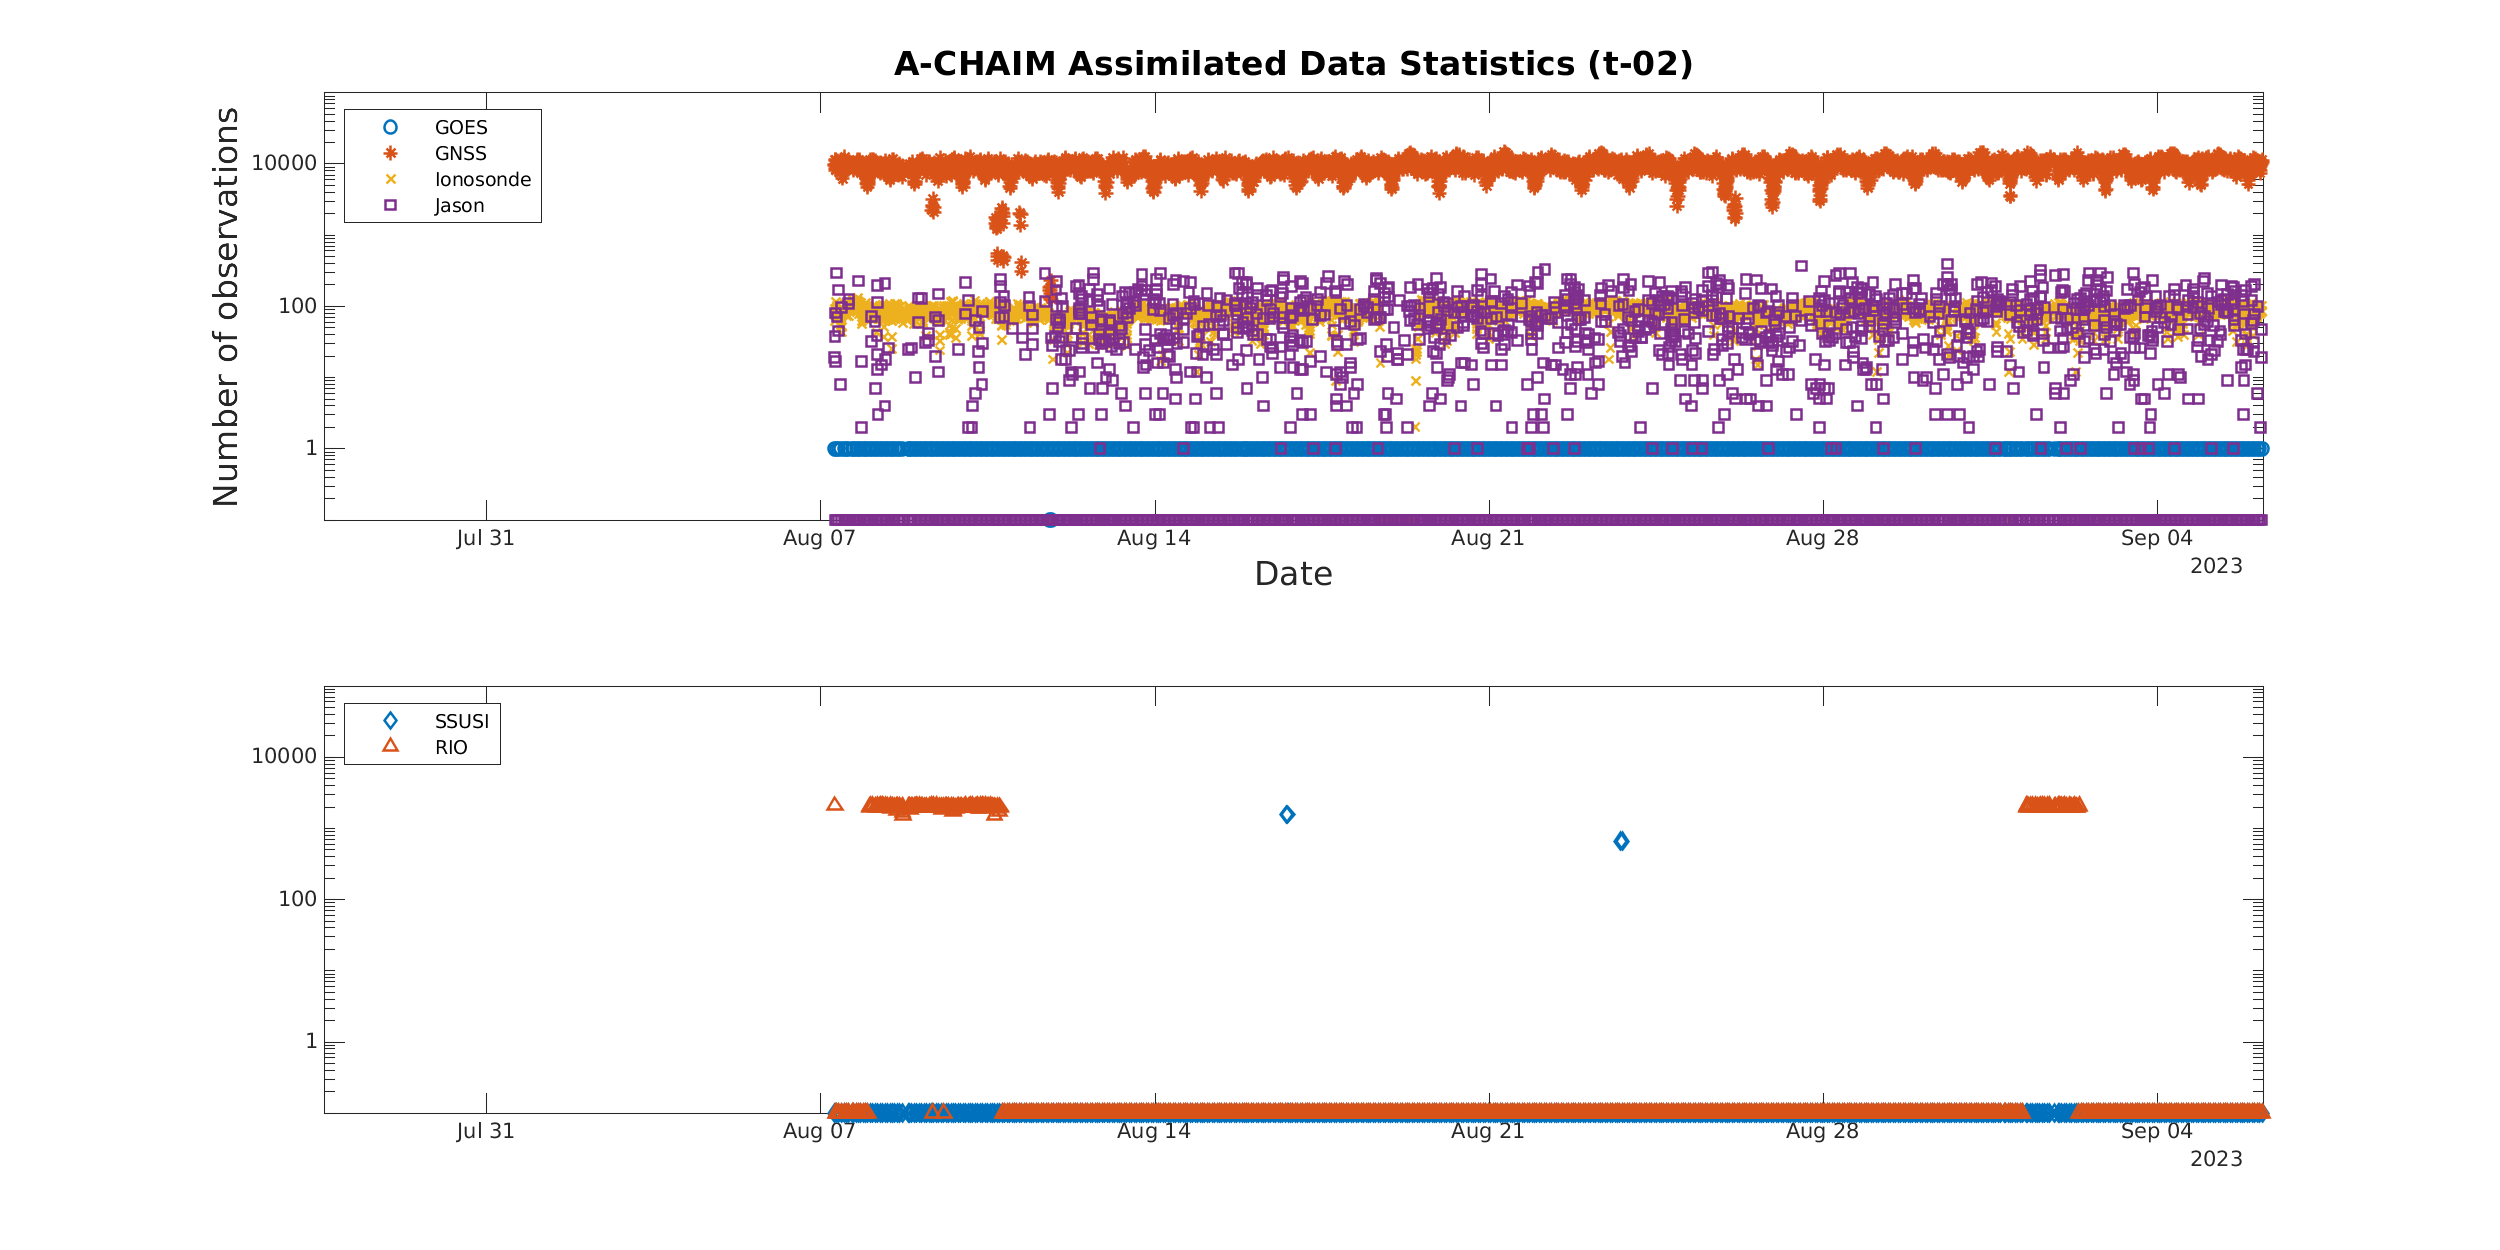 A-CHAIM Assimilated Data Statistics (t-02)
Number of observations
10000
100
1
GOES
GNSS
Ionosonde
Jason
Jul 31
Aug 07
Aug 14
Aug 21
Aug 28
Sep 04
2023
Date
10000
100
1
SSUSI
RIO
Jul 31
Aug 07
Aug 14
Aug 21
Aug 28
Sep 04
2023